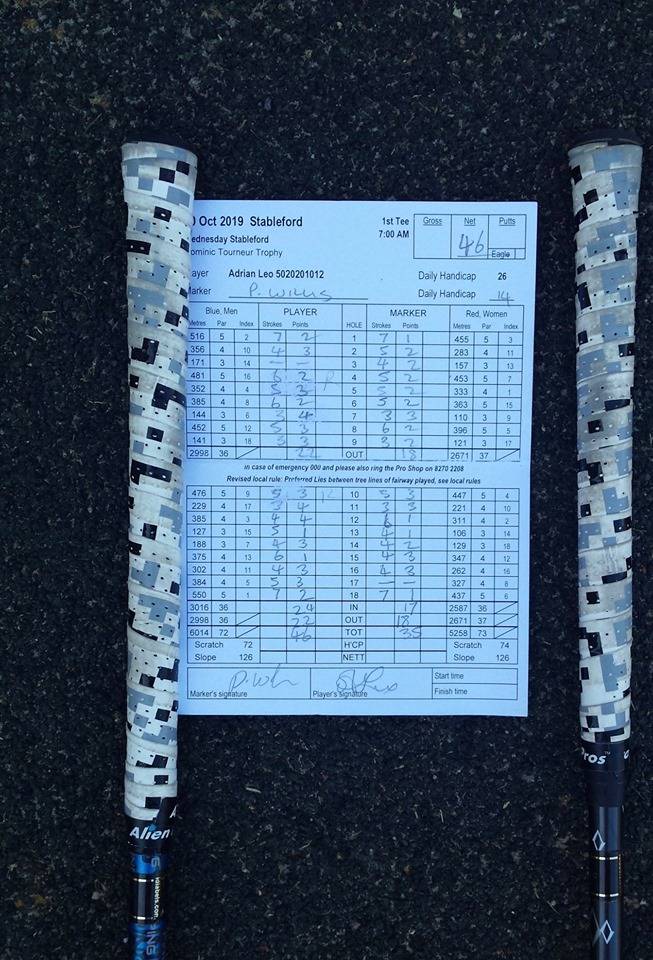 Oct 2019 Stableford 1st Tee Gross Net Putts
ednesday Stableford 7:00 AM 46
ominic Tourneur Trophy Eagle
ayer Adrian Leo 5020201012 Daily Handicap 26
arker P. Willis Daily Handicap 14
Blue, Men PLAYER MARKER Red, Women
Metres Par Index Strokes Points HOLE Strokes Points Metres Par Index
516 5 2 7 2 1 7 1 455 5 3
356 4 10 4 3 2 5 2 283 4 11
171 3 14 — — 3 4 2 157 3 13
481 5 16 6 2 4 5 2 453 5 7
352 4 4 5 3 5 5 2 333 4 1
385 4 8 6 2 6 5 2 363 5 15
144 3 6 3 4 7 3 3 110 3 9
452 5 12 5 3 8 6 2 396 5 5
141 3 18 3 3 9 3 2 121 3 17
2998 36 22 OUT 18 2671 37
in case of emergency 000 and please also ring the Pro Shop on 8270 2208
Revised local rule: Preferred Lies between tree lines of fairway played, see local rules
476 5 9 5 3 10 5 3 447 5 4
229 4 17 3 4 11 3 3 221 4 10
385 4 3 4 4 12 6 1 311 4 2
127 3 15 5 1 13 4 106 3 14
188 3 7 4 3 14 4 2 129 3 18
375 4 13 6 1 15 4 3 347 4 12
302 4 11 4 3 16 4 3 262 4 16
384 4 5 5 3 17 — — 327 4 8
550 5 1 7 2 18 7 1 437 5 6
3016 36 24 IN 17 2587 36
2998 36 22 OUT 18 2671 37
6014 72 46 TOT 35 5258 73
Scratch 72 H'CP Scratch 74
Slope 126 NETT Slope 126
Marker's signature Player's signature Start time
Finish time
Alien
Pros™
idlabels.com
PING